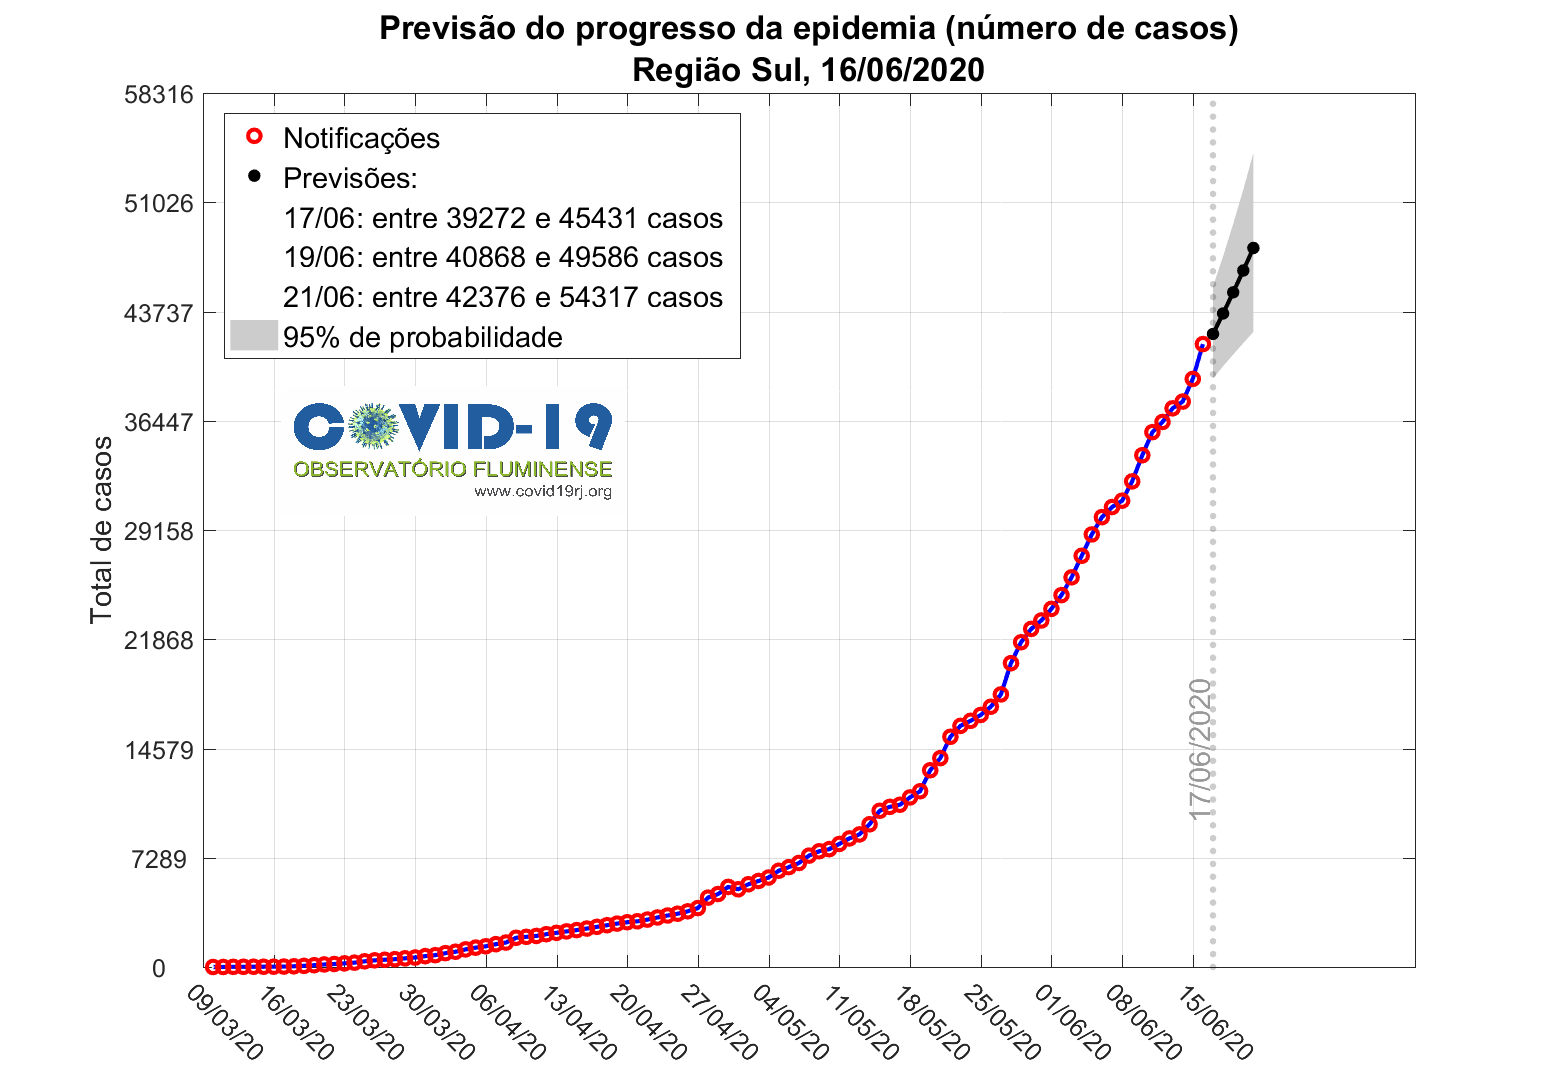 Previsão do progresso da epidemia (número de casos)
Região Sul, 16/06/2020
58316
51026
43737
36447
29158
21868
14579
7289
0
Total de casos
Notificações
Previsões:
17/06: entre 39272 e 45431 casos
19/06: entre 40868 e 49586 casos
21/06: entre 42376 e 54317 casos
95% de probabilidade
COVID-19
OBSERVATÓRIO FLUMINENSE
www.covid19rj.org
17/06/2020
09/03/20
16/03/20
23/03/20
30/03/20
06/04/20
13/04/20
20/04/20
27/04/20
04/05/20
11/05/20
18/05/20
25/05/20
01/06/20
08/06/20
15/06/20